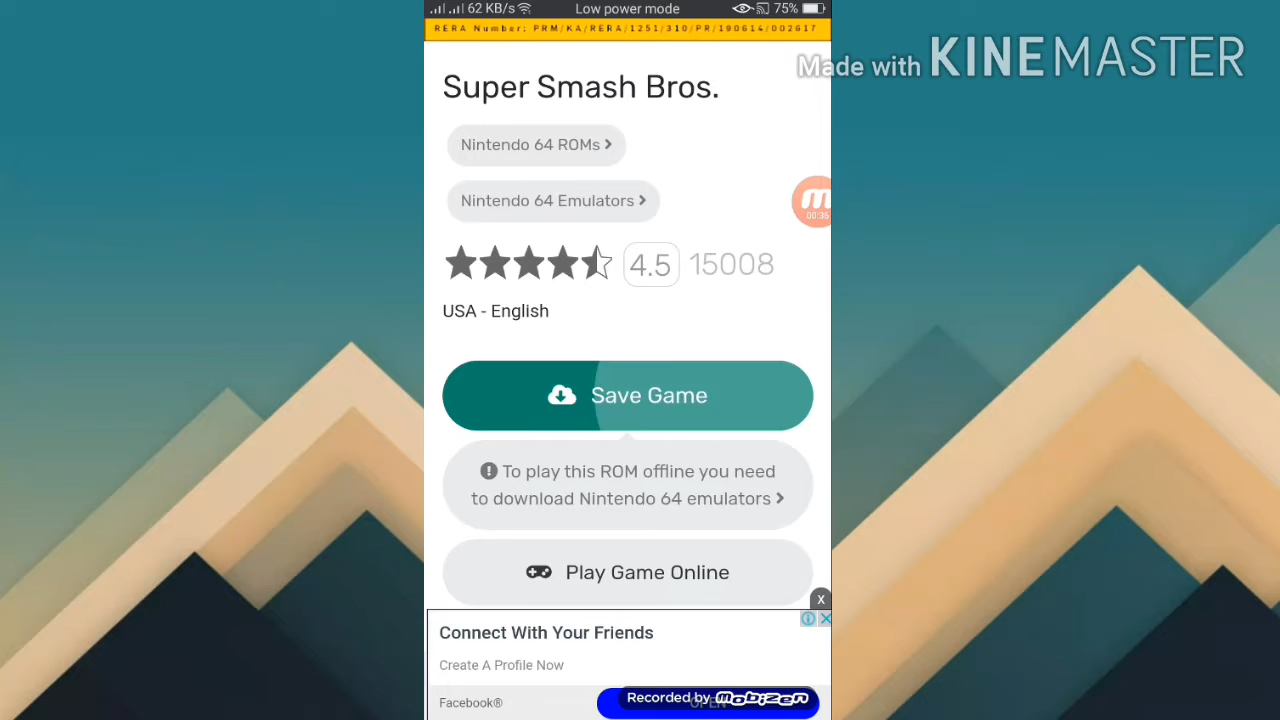 62 KB/s Low power mode 75%
RERA Number: PRM/KA/RERA/1251/310/PR/190614/002617
Made with KINEMASTER
Super Smash Bros.
Nintendo 64 ROMs
Nintendo 64 Emulators
00:36
4.5 15008
USA - English
Save Game
To play this ROM offline you need
to download Nintendo 64 emulators
Play Game Online
X
Connect With Your Friends
Create A Profile Now
Facebook®
OPEN
Recorded by mobizen